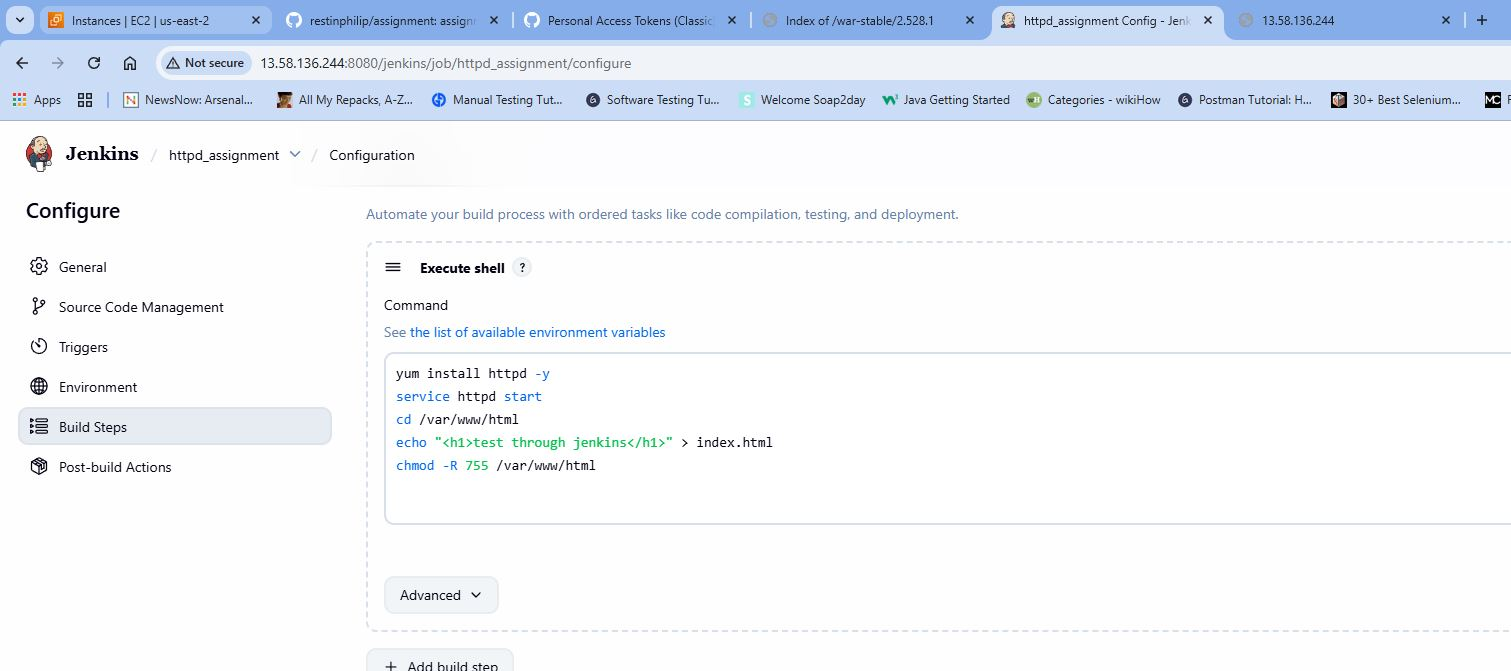 Instances | EC2 | us-east-2
restinphilip/assignment: assignm
Personal Access Tokens (Classic)
Index of /war-stable/2.528.1
httpd_assignment Config - Jenk
13.58.136.244
Not secure
13.58.136.244:8080/jenkins/job/httpd_assignment/configure
Apps
NewsNow: Arsenal...
All My Repacks, A-Z...
Manual Testing Tut...
Software Testing Tu...
Welcome Soap2day
Java Getting Started
Categories - wikiHow
Postman Tutorial: H...
30+ Best Selenium...
MC
Jenkins / httpd_assignment / Configuration
Configure
General
Source Code Management
Triggers
Environment
Build Steps
Post-build Actions
Automate your build process with ordered tasks like code compilation, testing, and deployment.
Execute shell ?
Command
See the list of available environment variables
yum install httpd -y
service httpd start
cd /var/www/html
echo "<h1>test through jenkins</h1>" > index.html
chmod -R 755 /var/www/html
Advanced
+ Add build step